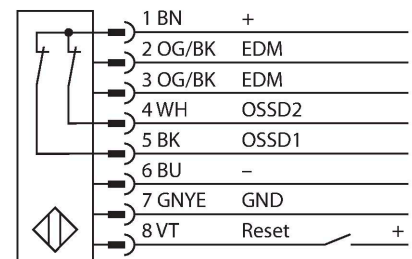 1 BN +
2 OG/BK EDM
3 OG/BK EDM
4 WH OSSD2
5 BK OSSD1
6 BU –
7 GNYE GND
8 VT Reset +